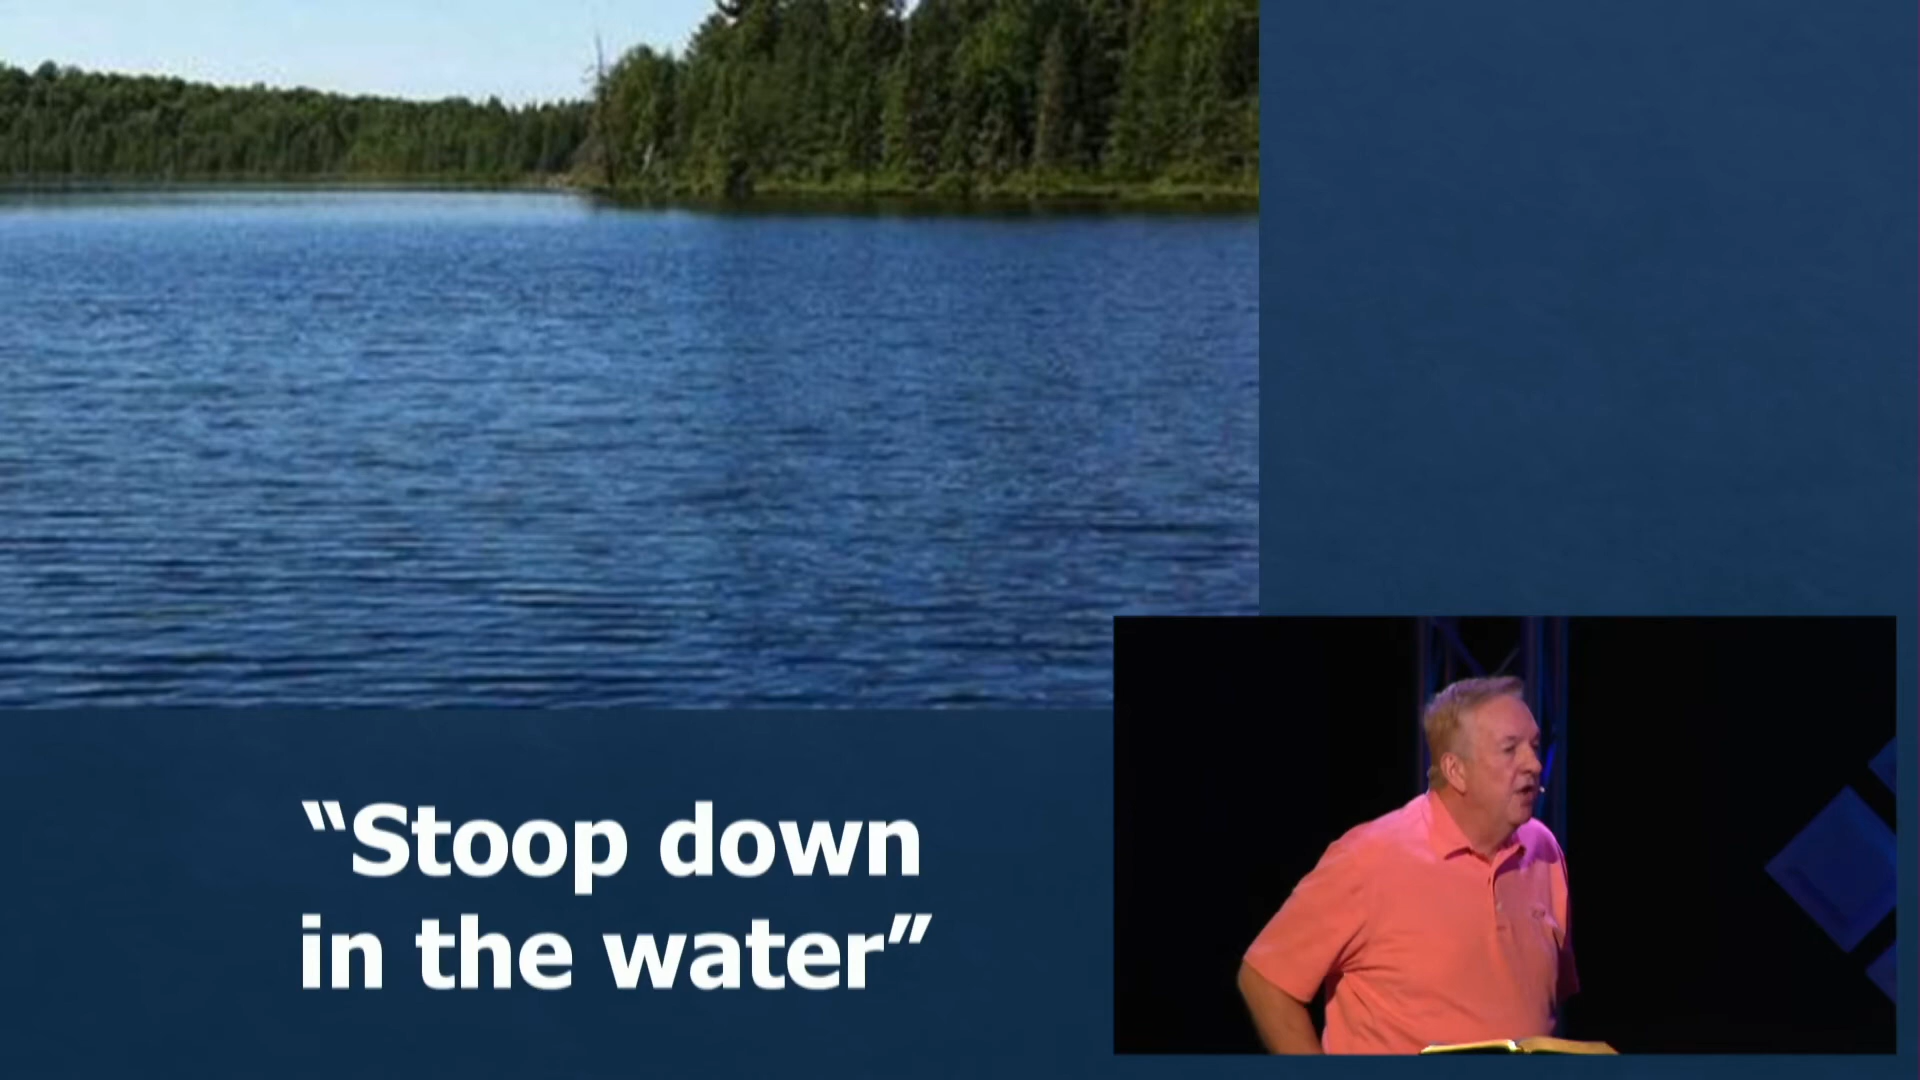 “Stoop down
in the water”